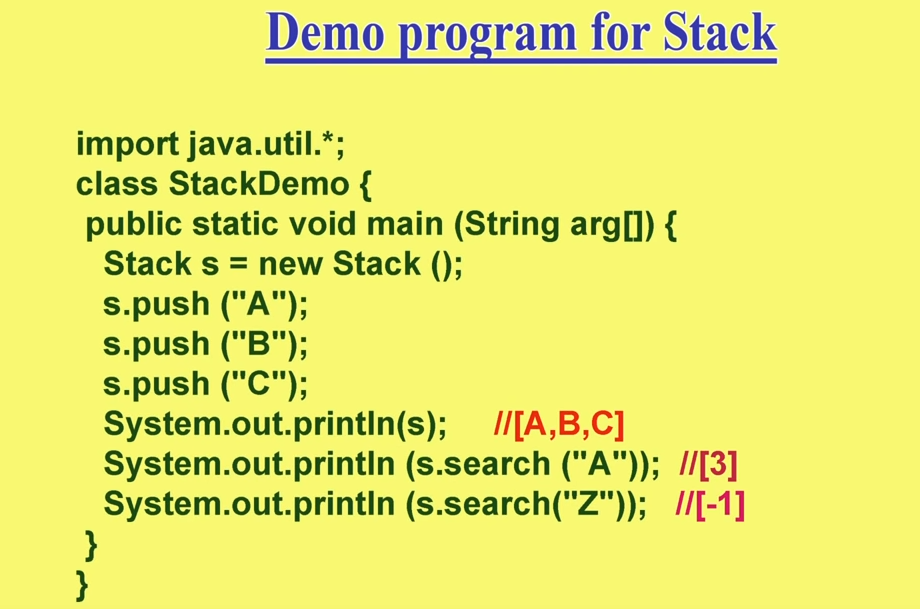 Demo program for Stack
import java.util.*;
class StackDemo {
public static void main (String arg[]) {
Stack s = new Stack ();
s.push ("A");
s.push ("B");
s.push ("C");
System.out.println(s); //[A,B,C]
System.out.println (s.search ("A")); //[3]
System.out.println (s.search("Z")); //[-1]
}
}